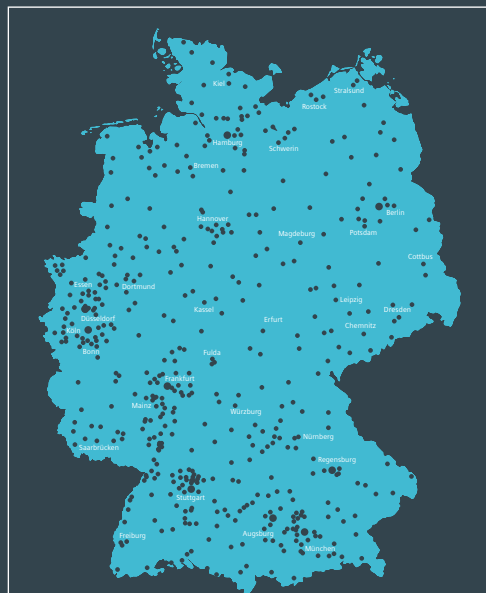 Kiel
Stralsund
Rostock
Hamburg
Schwerin
Bremen
Hannover
Berlin
Magdeburg
Potsdam
Cottbus
Essen
Dortmund
Leipzig
Kassel
Dresden
Düsseldorf
Erfurt
Chemnitz
Köln
Bonn
Fulda
Frankfurt
Mainz
Würzburg
Nürnberg
Saarbrücken
Regensburg
Stuttgart
Augsburg
Freiburg
München